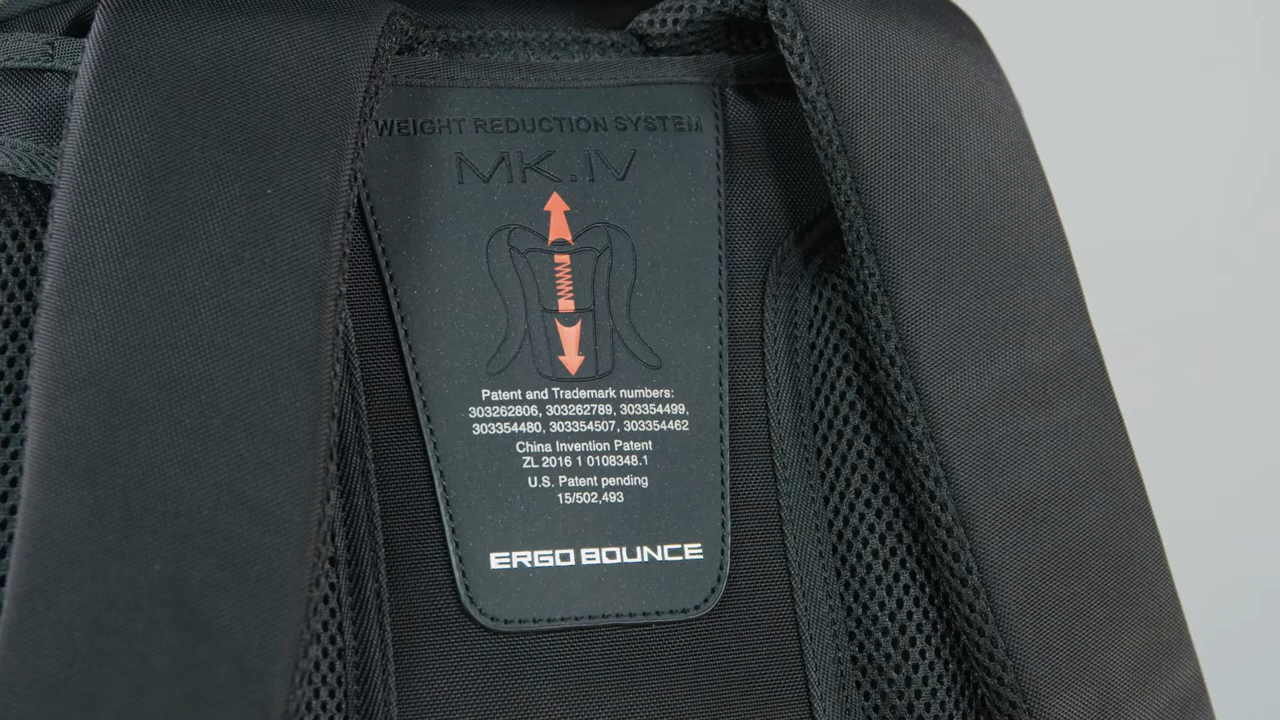 WEIGHT REDUCTION SYSTEM
MK.IV
Patent and Trademark numbers:
303262806, 303262789, 303354499,
303354480, 303354507, 303354462
China Invention Patent
ZL 2016 1 0108348.1
U.S. Patent pending
15/502,493
ERGO BOUNCE